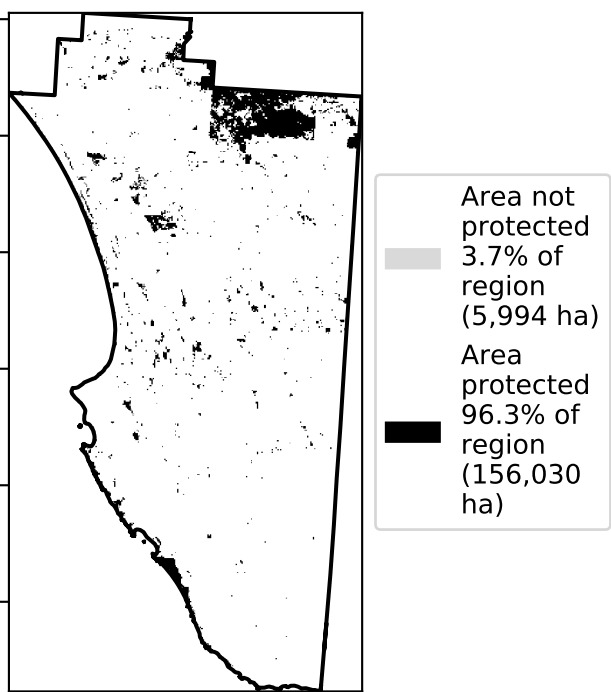 Area not
protected
3.7% of
region
(5,994 ha)
Area
protected
96.3% of
region
(156,030
ha)